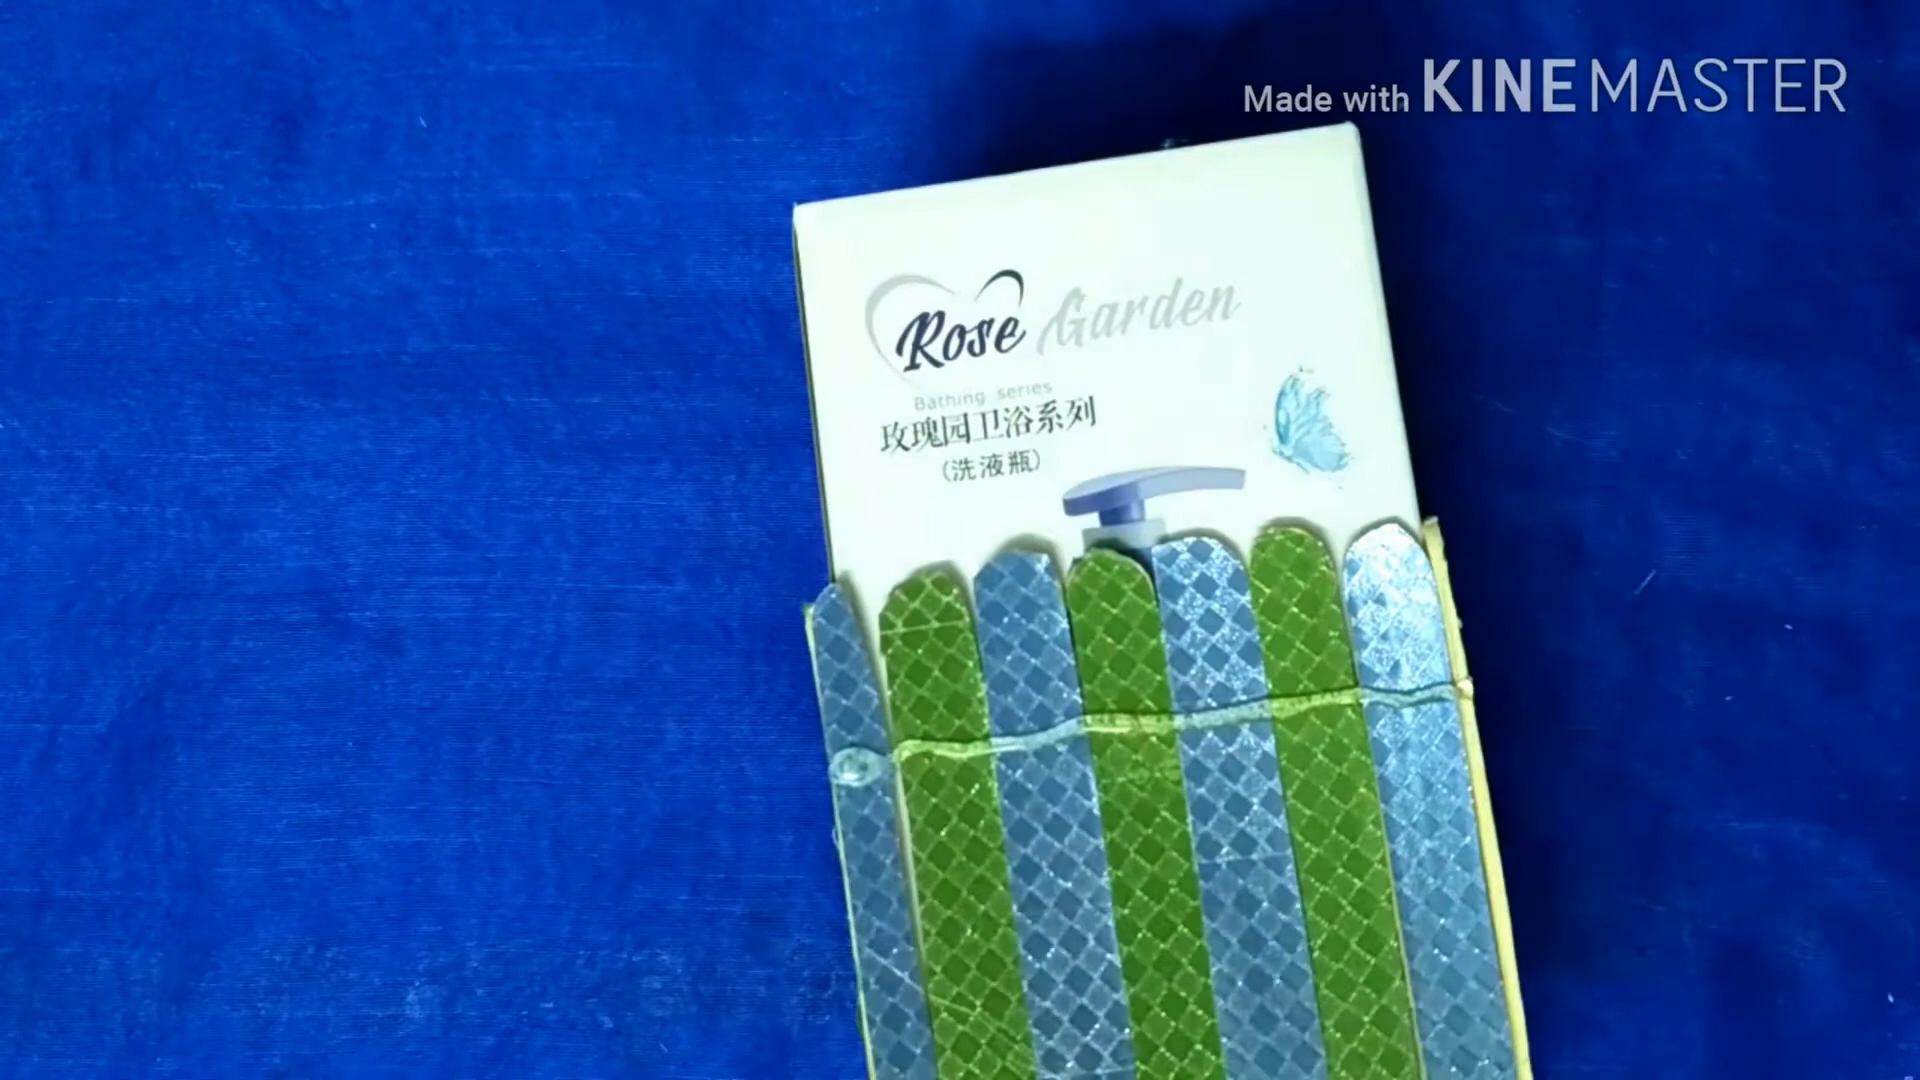 Made with KINEMASTER
Rose Garden
Bathing series
玫瑰园卫浴系列
(洗液瓶)